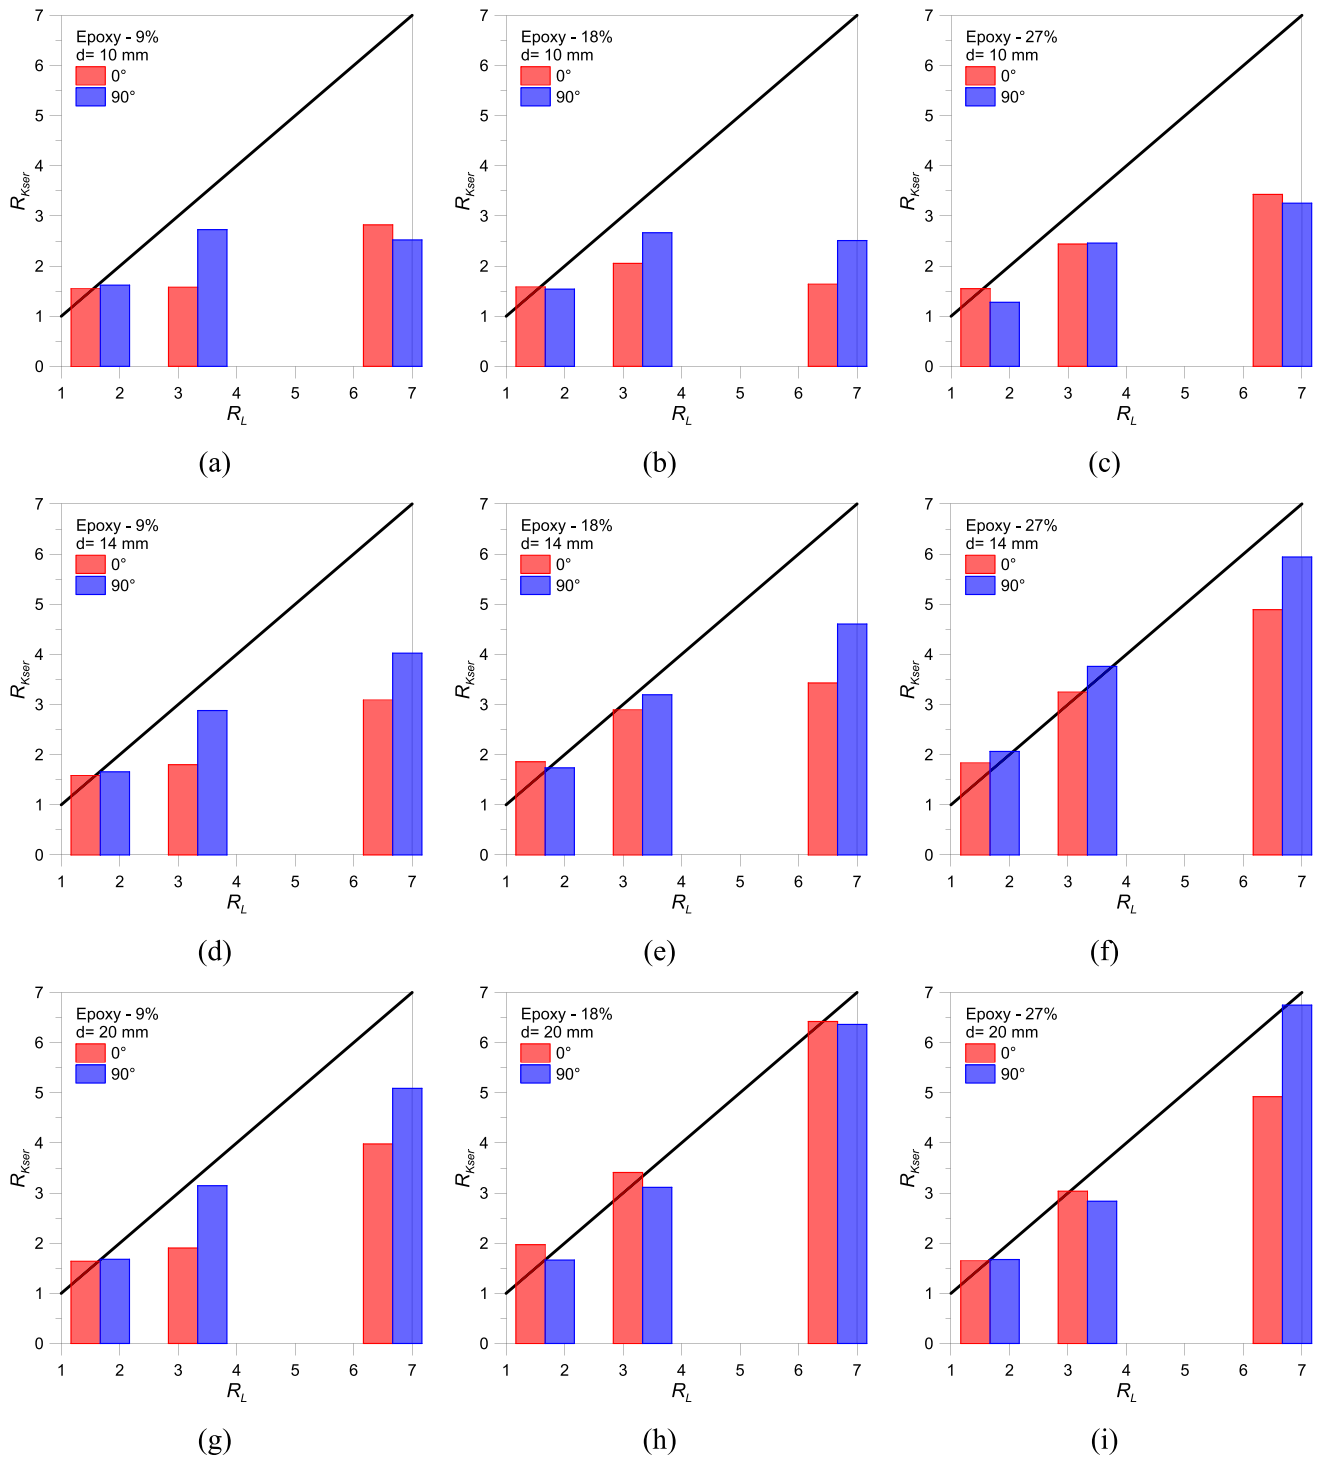 7
6
5
4
3
2
1
0
R_Kser
Epoxy - 9%
d= 10 mm
0°
90°
1 2 3 4 5 6 7
R_L
(a)
7
6
5
4
3
2
1
0
R_Kser
Epoxy - 18%
d= 10 mm
0°
90°
1 2 3 4 5 6 7
R_L
(b)
7
6
5
4
3
2
1
0
R_Kser
Epoxy - 27%
d= 10 mm
0°
90°
1 2 3 4 5 6 7
R_L
(c)
7
6
5
4
3
2
1
0
R_Kser
Epoxy - 9%
d= 14 mm
0°
90°
1 2 3 4 5 6 7
R_L
(d)
7
6
5
4
3
2
1
0
R_Kser
Epoxy - 18%
d= 14 mm
0°
90°
1 2 3 4 5 6 7
R_L
(e)
7
6
5
4
3
2
1
0
R_Kser
Epoxy - 27%
d= 14 mm
0°
90°
1 2 3 4 5 6 7
R_L
(f)
7
6
5
4
3
2
1
0
R_Kser
Epoxy - 9%
d= 20 mm
0°
90°
1 2 3 4 5 6 7
R_L
(g)
7
6
5
4
3
2
1
0
R_Kser
Epoxy - 18%
d= 20 mm
0°
90°
1 2 3 4 5 6 7
R_L
(h)
7
6
5
4
3
2
1
0
R_Kser
Epoxy - 27%
d= 20 mm
0°
90°
1 2 3 4 5 6 7
R_L
(i)